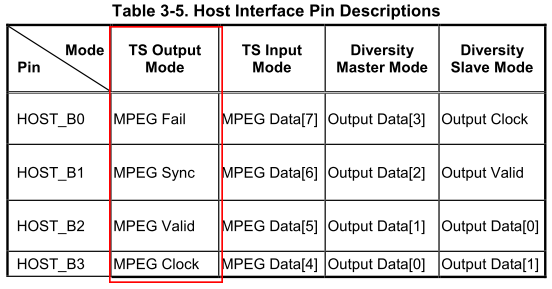 Table 3-5. Host Interface Pin Descriptions
Mode
Pin
TS Output Mode
TS Input Mode
Diversity Master Mode
Diversity Slave Mode
HOST_B0 MPEG Fail MPEG Data[7] Output Data[3] Output Clock
HOST_B1 MPEG Sync MPEG Data[6] Output Data[2] Output Valid
HOST_B2 MPEG Valid MPEG Data[5] Output Data[1] Output Data[0]
HOST_B3 MPEG Clock MPEG Data[4] Output Data[0] Output Data[1]